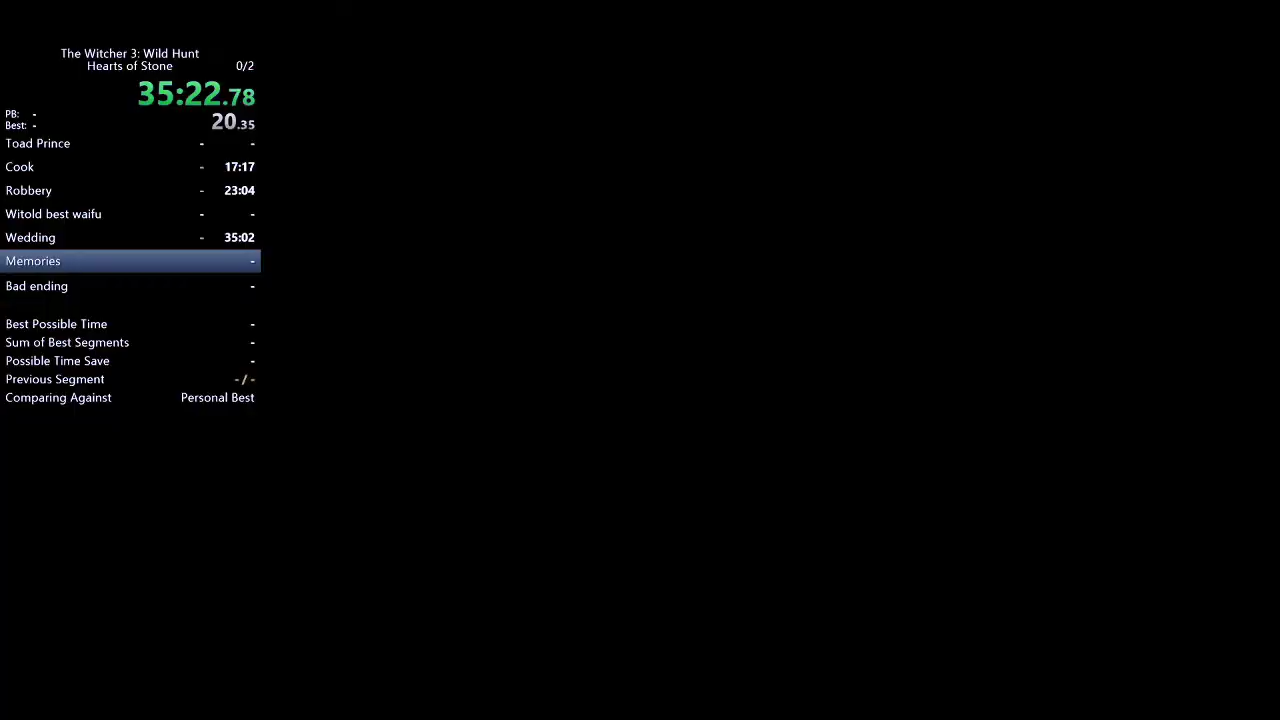 The Witcher 3: Wild Hunt
Hearts of Stone 0/2
35:22.78
PB: -
Best: - 20.35
Toad Prince - -
Cook - 17:17
Robbery - 23:04
Witold best waifu - -
Wedding - 35:02
Memories -
Bad ending -
Best Possible Time -
Sum of Best Segments -
Possible Time Save -
Previous Segment - / -
Comparing Against Personal Best